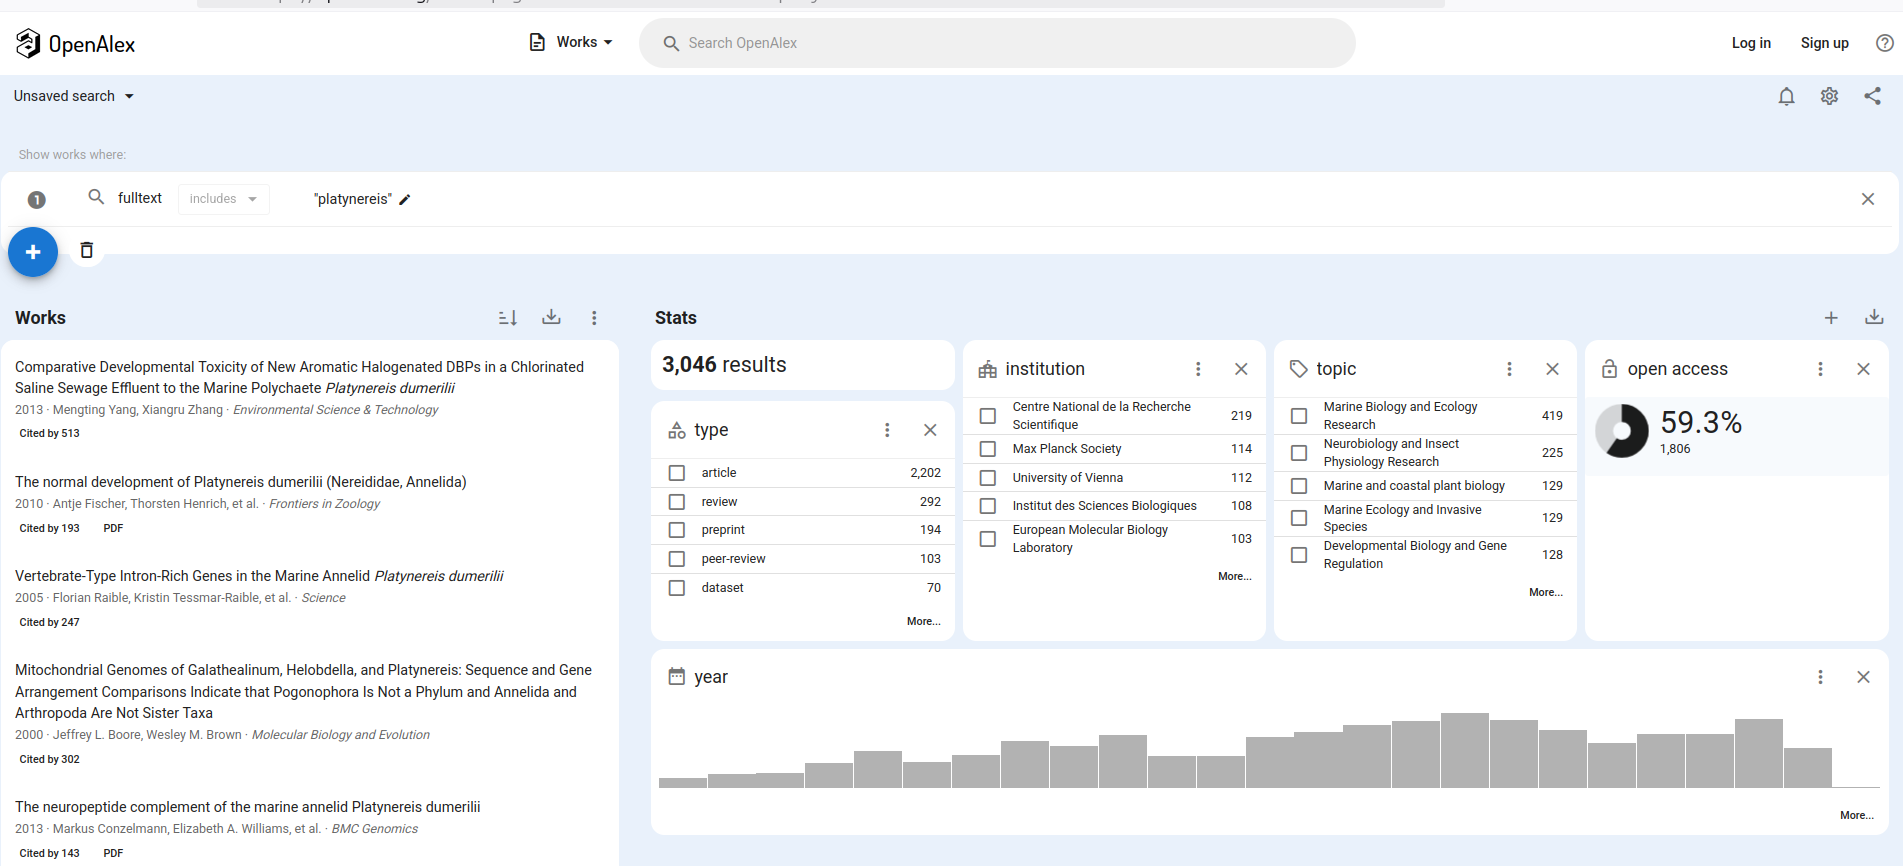 OpenAlex
Works
Search OpenAlex
Log in
Sign up
Unsaved search
Show works where:
1
fulltext
includes
"platynereis"
+
Works
Comparative Developmental Toxicity of New Aromatic Halogenated DBPs in a Chlorinated
Saline Sewage Effluent to the Marine Polychaete Platynereis dumerilii
2013 · Mengting Yang, Xiangru Zhang · Environmental Science & Technology
Cited by 513
The normal development of Platynereis dumerilii (Nereididae, Annelida)
2010 · Antje Fischer, Thorsten Henrich, et al. · Frontiers in Zoology
Cited by 193 PDF
Vertebrate-Type Intron-Rich Genes in the Marine Annelid Platynereis dumerilii
2005 · Florian Raible, Kristin Tessmar-Raible, et al. · Science
Cited by 247
Mitochondrial Genomes of Galathealinum, Helobdella, and Platynereis: Sequence and Gene
Arrangement Comparisons Indicate that Pogonophora Is Not a Phylum and Annelida and
Arthropoda Are Not Sister Taxa
2000 · Jeffrey L. Boore, Wesley M. Brown · Molecular Biology and Evolution
Cited by 302
The neuropeptide complement of the marine annelid Platynereis dumerilii
2013 · Markus Conzelmann, Elizabeth A. Williams, et al. · BMC Genomics
Cited by 143 PDF
Stats
3,046 results
type
article 2,202
review 292
preprint 194
peer-review 103
dataset 70
More...
institution
Centre National de la Recherche
Scientifique 219
Max Planck Society 114
University of Vienna 112
Institut des Sciences Biologiques 108
European Molecular Biology
Laboratory 103
More...
topic
Marine Biology and Ecology
Research 419
Neurobiology and Insect
Physiology Research 225
Marine and coastal plant biology 129
Marine Ecology and Invasive
Species 129
Developmental Biology and Gene
Regulation 128
More...
open access
59.3%
1,806
year
More...